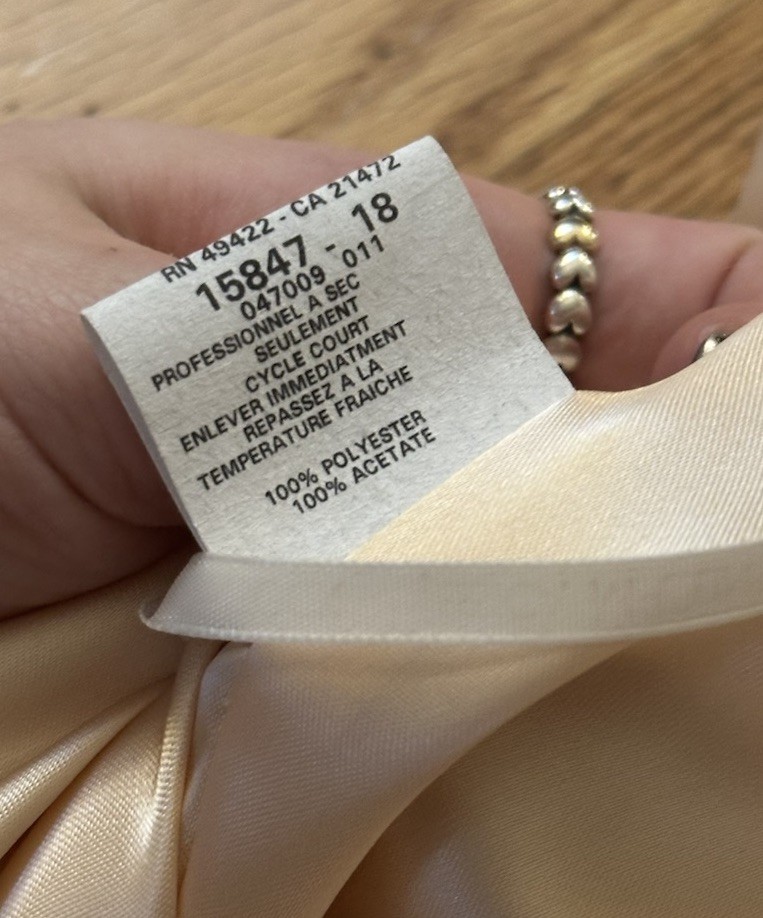 RN 49422 - CA 21472
15847 - 18
047009 011
PROFESSIONNEL A SEC
SEULEMENT
CYCLE COURT
ENLEVER IMMEDIATMENT
REPASSEZ A LA
TEMPERATURE FRAICHE
100% POLYESTER
100% ACETATE